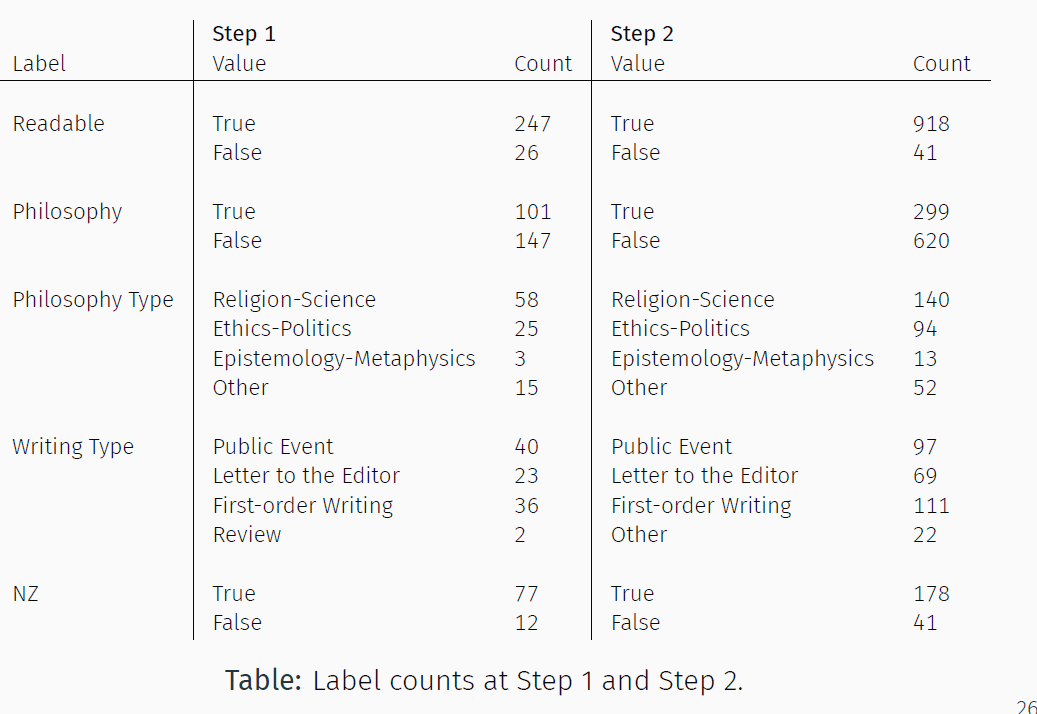 Step 1 Step 2
Label Value Count Value Count
Readable True 247 True 918
False 26 False 41
Philosophy True 101 True 299
False 147 False 620
Philosophy Type Religion-Science 58 Religion-Science 140
Ethics-Politics 25 Ethics-Politics 94
Epistemology-Metaphysics 3 Epistemology-Metaphysics 13
Other 15 Other 52
Writing Type Public Event 40 Public Event 97
Letter to the Editor 23 Letter to the Editor 69
First-order Writing 36 First-order Writing 111
Review 2 Other 22
NZ True 77 True 178
False 12 False 41
Table: Label counts at Step 1 and Step 2.
26